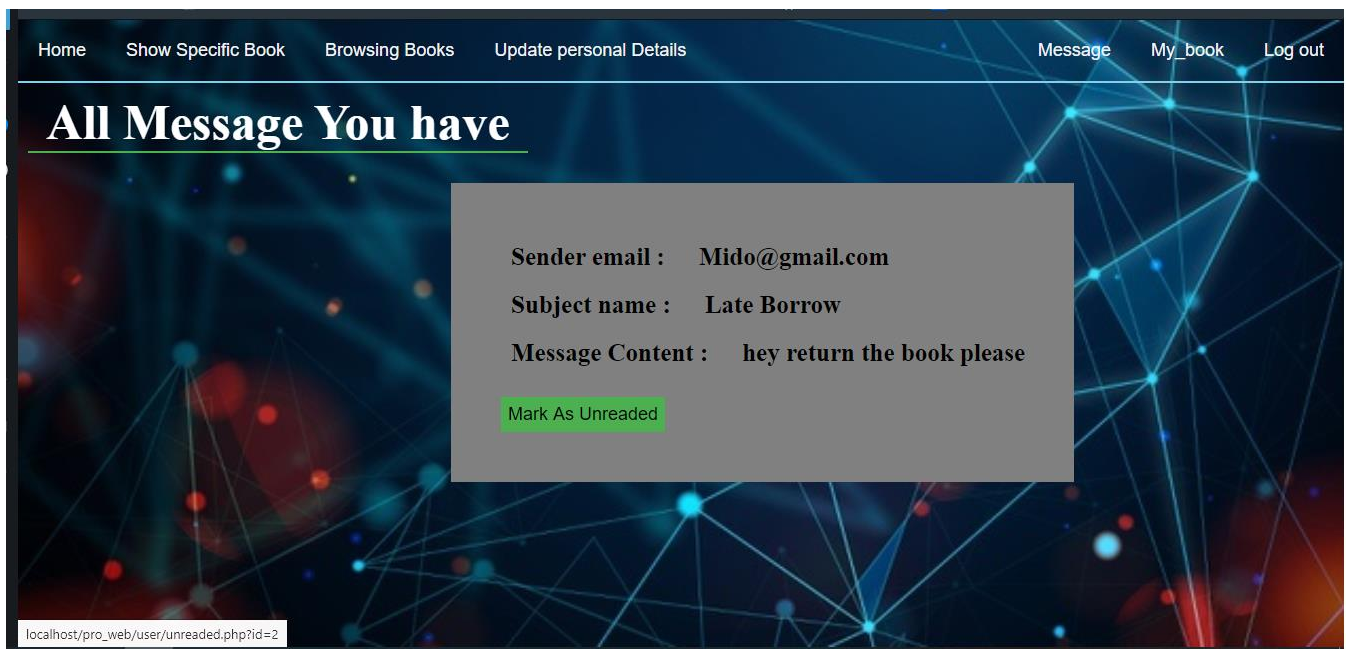 Home Show Specific Book Browsing Books Update personal Details Message My_book Log out
All Message You have
Sender email : Mido@gmail.com
Subject name : Late Borrow
Message Content : hey return the book please
Mark As Unreaded
localhost/pro_web/user/unreaded.php?id=2